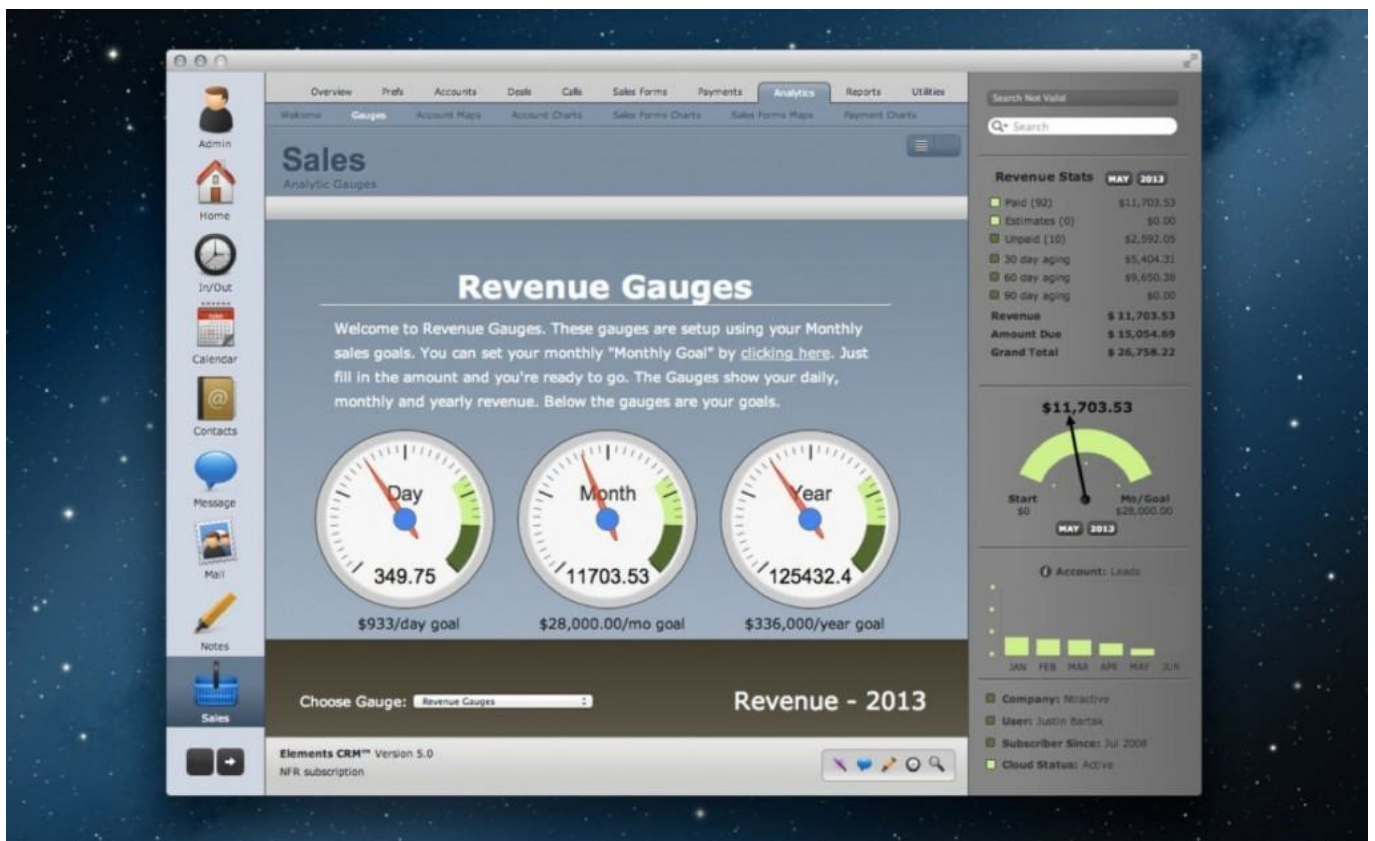 Admin
Home
In/Out
Calendar
Contacts
Message
Mail
Notes
Sales
Overview Prefs Accounts Deals Calls Sales Forms Payments Analytics Reports Utilities
Welcome Gauges Account Maps Account Charts Sales Forms Charts Sales Forms Maps Payment Charts
Sales
Analytic Gauges
Revenue Gauges
Welcome to Revenue Gauges. These gauges are setup using your Monthly
sales goals. You can set your monthly "Monthly Goal" by clicking here. Just
fill in the amount and you're ready to go. The Gauges show your daily,
monthly and yearly revenue. Below the gauges are your goals.
Day Month Year
349.75 11703.53 125432.4
$933/day goal $28,000.00/mo goal $336,000/year goal
Choose Gauge: Revenue Gauges Revenue - 2013
Elements CRM™ Version 5.0
NFR subscription
Search Not Valid
Search
Revenue Stats MAY 2013
Paid (92) $11,703.53
Estimates (0) $0.00
Unpaid (10) $2,592.05
30 day aging $5,404.31
60 day aging $9,650.38
90 day aging $0.00
Revenue $ 11,703.53
Amount Due $ 15,054.69
Grand Total $ 26,758.22
$11,703.53
Start Mo/Goal
$0 $28,000.00
MAY 2013
Account: Leads
JAN FEB MAR APR MAY JUN
Company: Ntractive
User: Justin Bartak
Subscriber Since: Jul 2008
Cloud Status: Active